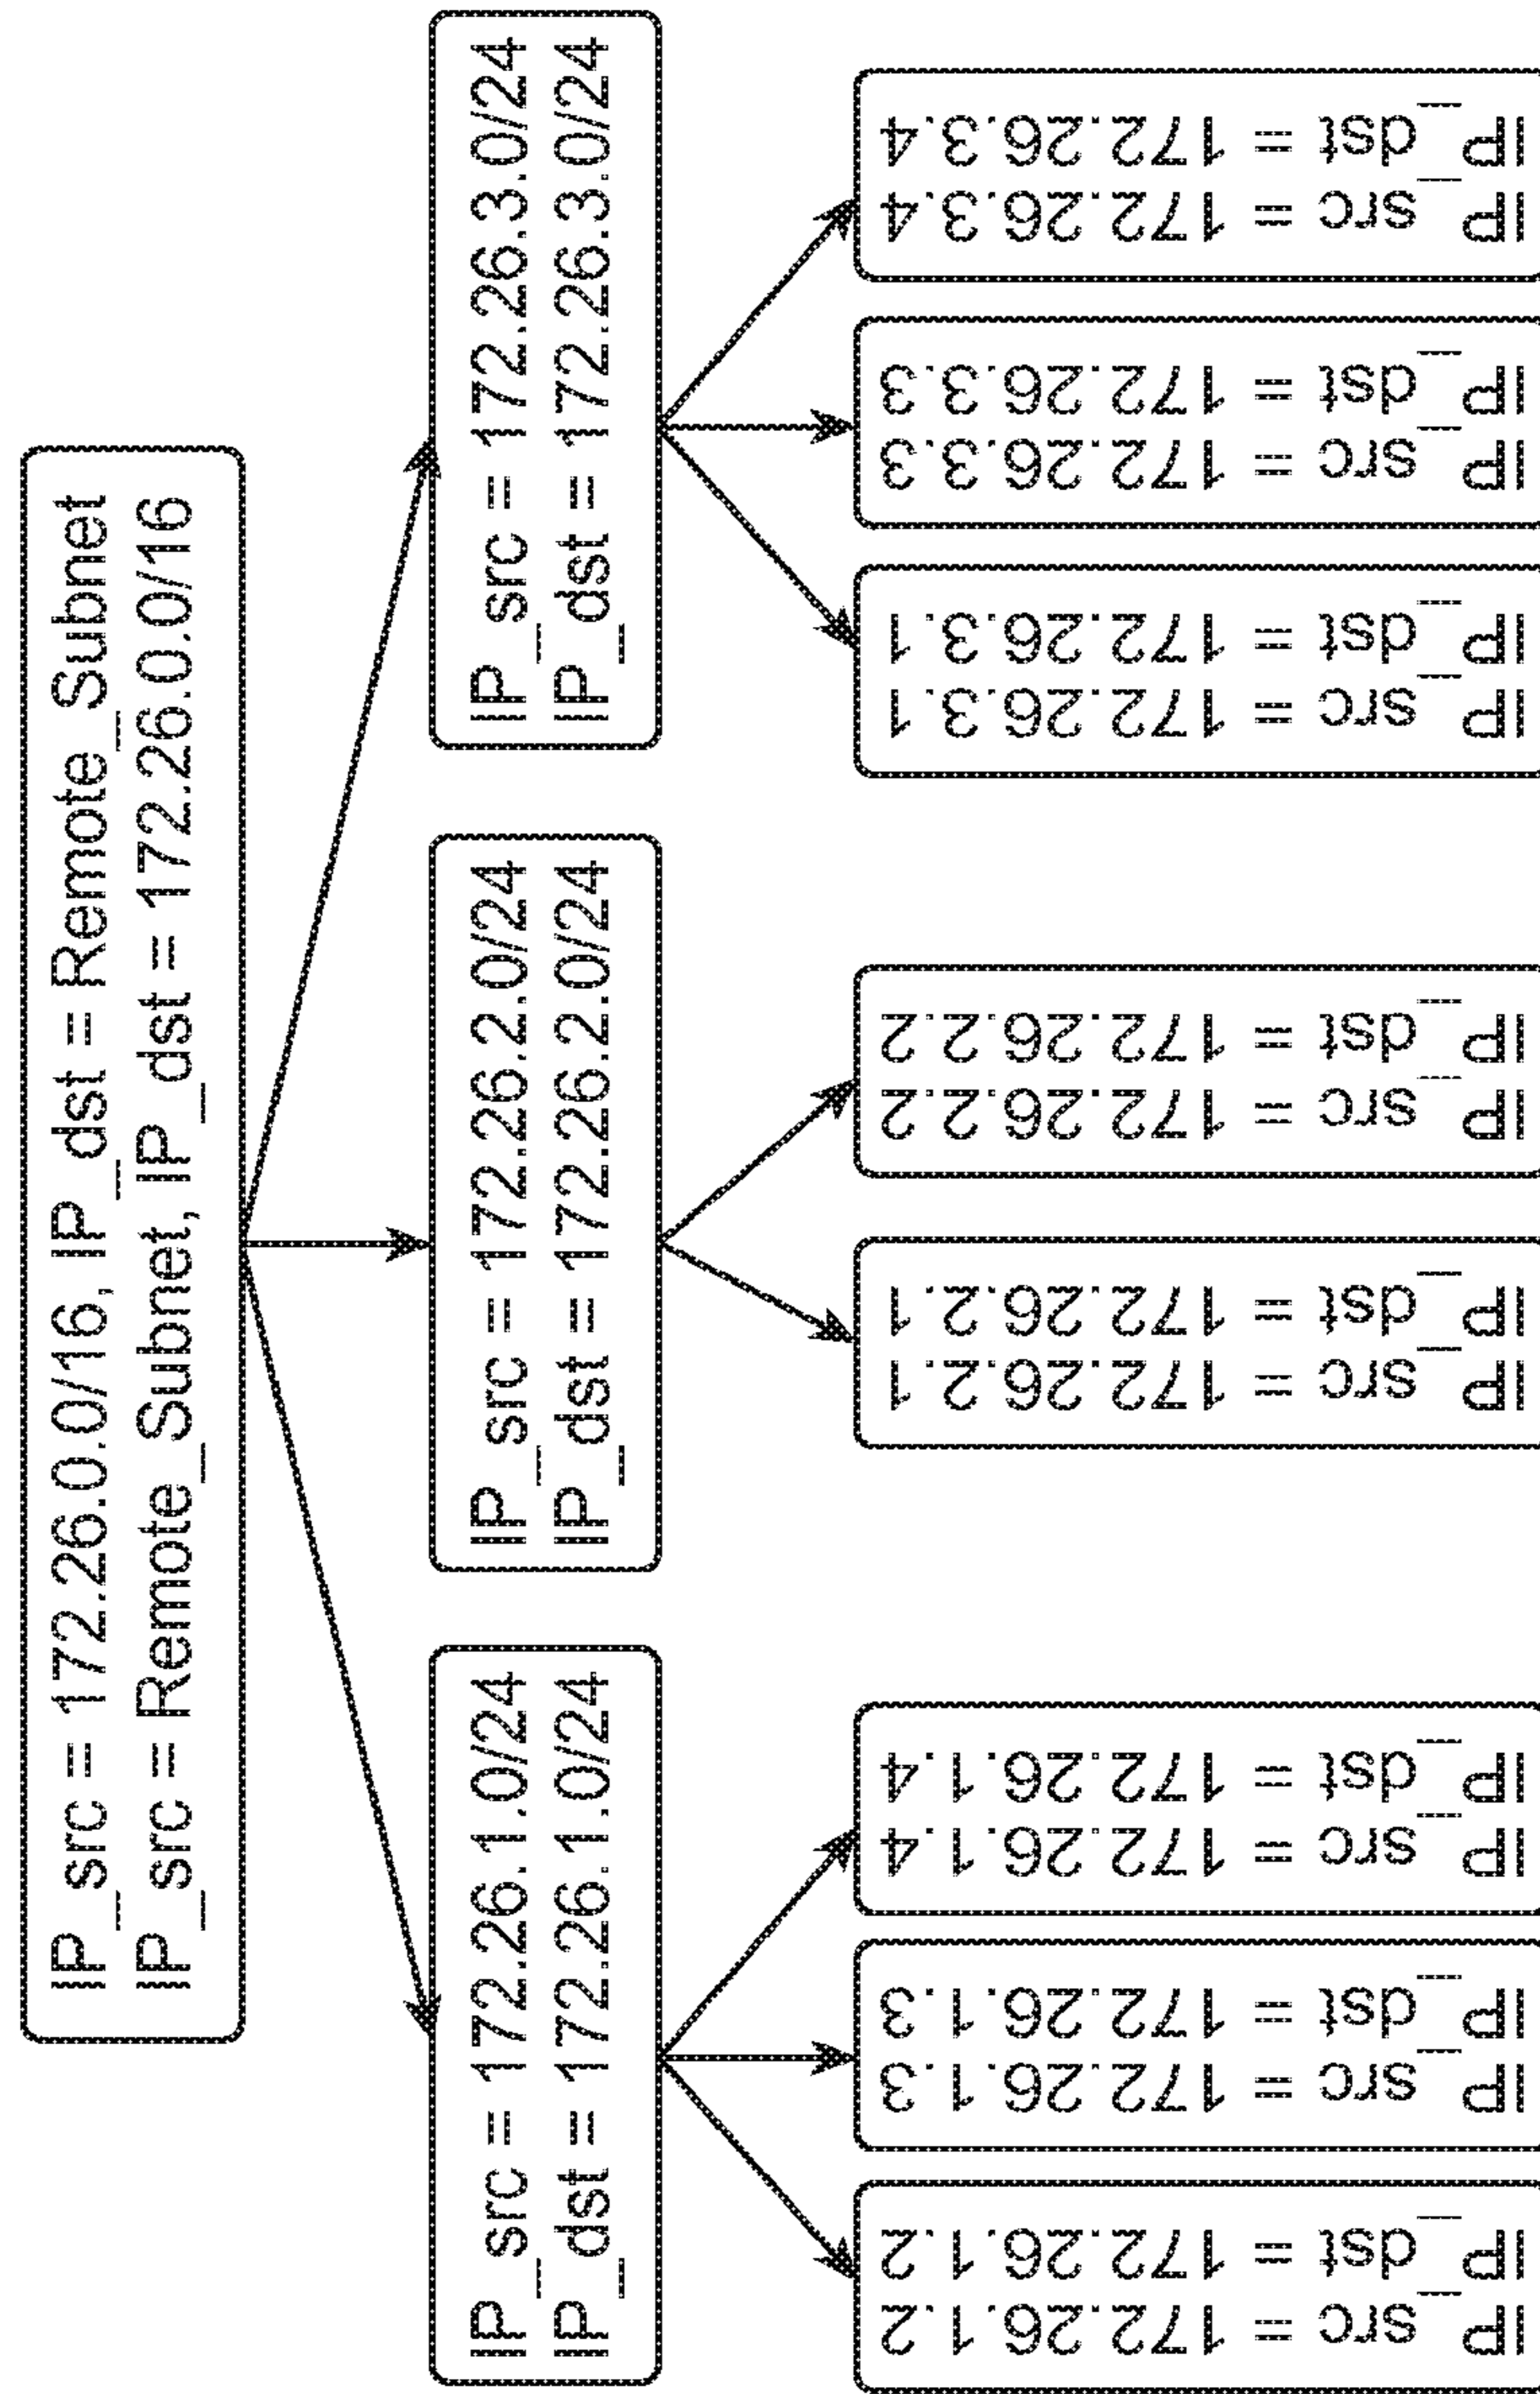 IP_src = 172.26.0.0/16, IP_dst = Remote_Subnet
IP_src = Remote_Subnet, IP_dst = 172.26.0.0/16
IP_src = 172.26.1.0/24
IP_dst = 172.26.1.0/24
IP_src = 172.26.2.0/24
IP_dst = 172.26.2.0/24
IP_src = 172.26.3.0/24
IP_dst = 172.26.3.0/24
IP_src = 172.26.1.2
IP_dst = 172.26.1.2
IP_src = 172.26.1.3
IP_dst = 172.26.1.3
IP_src = 172.26.1.4
IP_dst = 172.26.1.4
IP_src = 172.26.2.1
IP_dst = 172.26.2.1
IP_src = 172.26.2.2
IP_dst = 172.26.2.2
IP_src = 172.26.3.1
IP_dst = 172.26.3.1
IP_src = 172.26.3.3
IP_dst = 172.26.3.3
IP_src = 172.26.3.4
IP_dst = 172.26.3.4